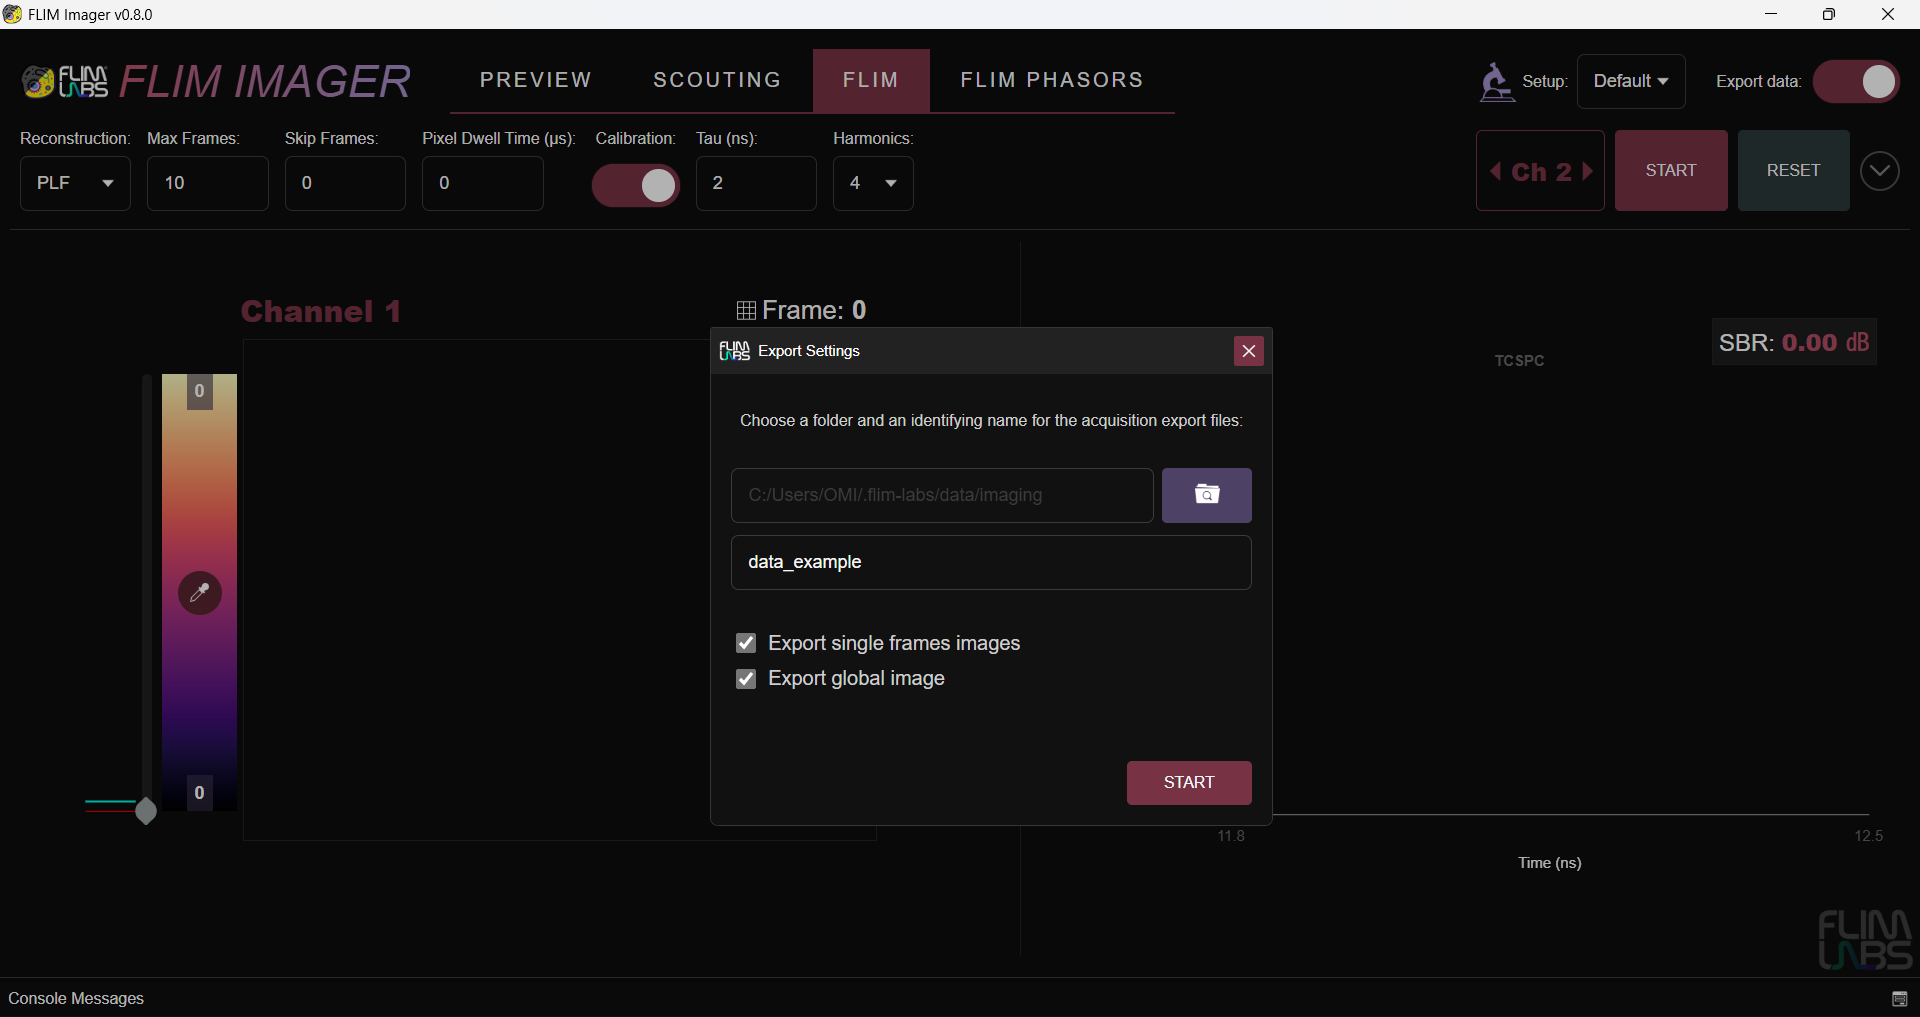 FLIM Imager v0.8.0
FLIM LABS FLIM IMAGER
PREVIEW SCOUTING FLIM FLIM PHASORS
Setup: Default Export data:
Reconstruction: Max Frames: Skip Frames: Pixel Dwell Time (µs): Calibration: Tau (ns): Harmonics:
PLF 10 0 0 2 4
Ch 2 START RESET
Channel 1 Frame: 0
SBR: 0.00 dB
TCSPC
0
0
FLIM LABS Export Settings
Choose a folder and an identifying name for the acquisition export files:
C:/Users/OMI/.flim-labs/data/imaging
data_example
Export single frames images
Export global image
START
11.8 12.5
Time (ns)
FLIM
LABS
Console Messages